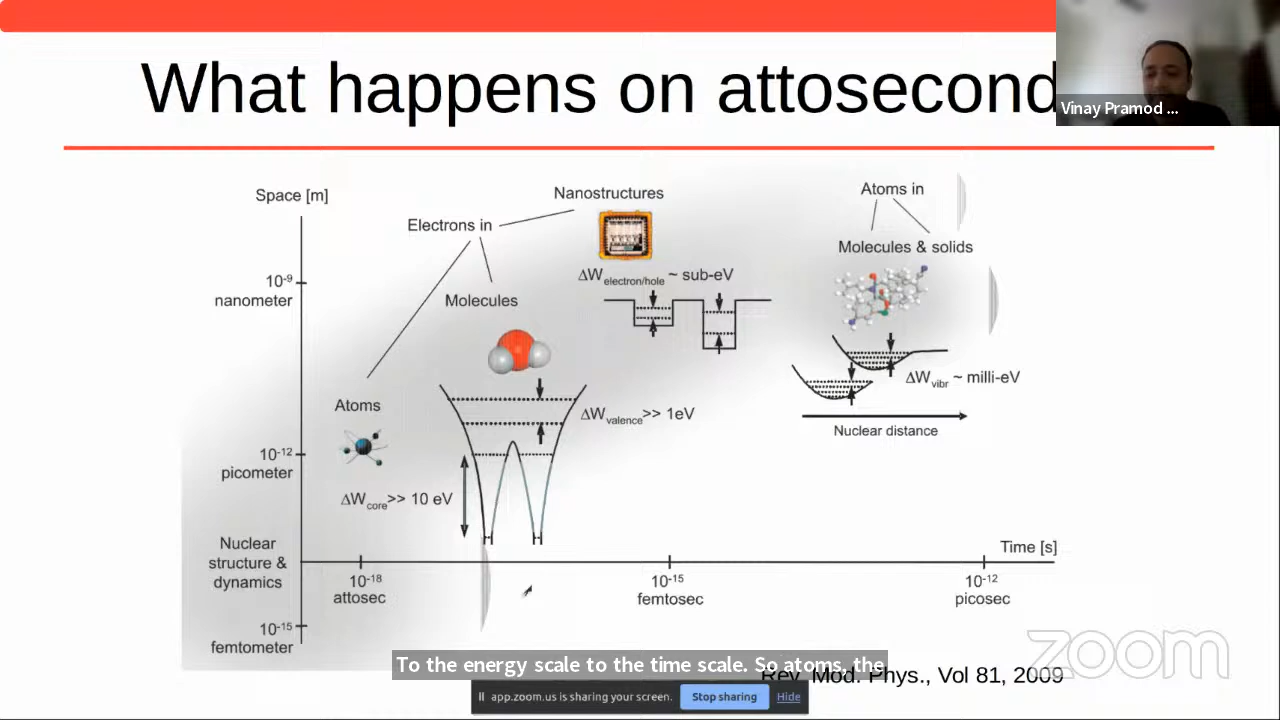 What happens on attosecond
Vinay Pramod ...
Space [m]
Nanostructures
Electrons in
Atoms in
Molecules & solids
ΔWelectron/hole ~ sub-eV
10-9
nanometer
Molecules
ΔWvibr ~ milli-eV
Atoms
ΔWvalence>> 1eV
Nuclear distance
10-12
picometer
ΔWcore>> 10 eV
Nuclear
structure &
dynamics
Time [s]
10-18
attosec
10-15
femtosec
10-12
picosec
10-15
femtometer
zoom
To the energy scale to the time scale. So atoms, the
Rev. Mod. Phys., Vol 81, 2009
app.zoom.us is sharing your screen.
Stop sharing
Hide